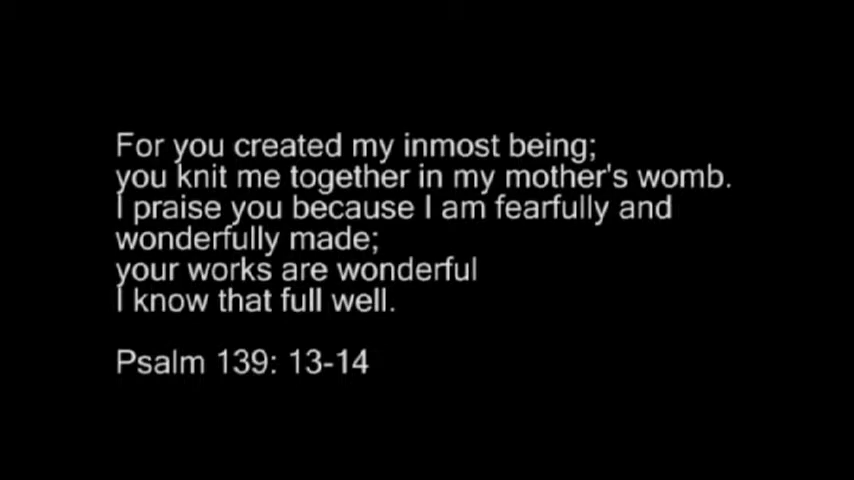 For you created my inmost being;
you knit me together in my mother's womb.
I praise you because I am fearfully and
wonderfully made;
your works are wonderful
I know that full well.
Psalm 139: 13-14